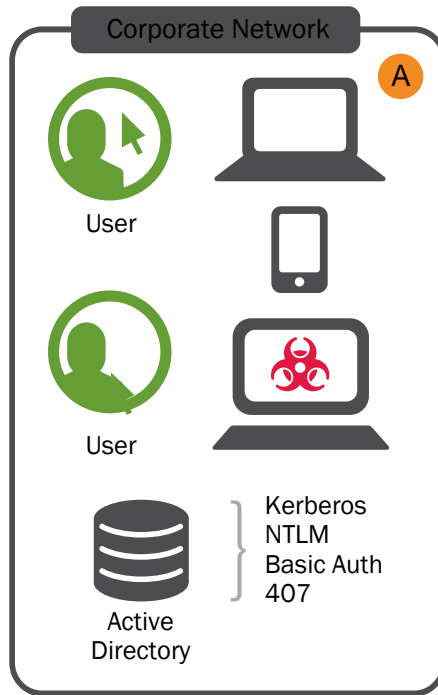 Corporate Network
A
User
User
Kerberos
NTLM
Basic Auth
407
Active
Directory